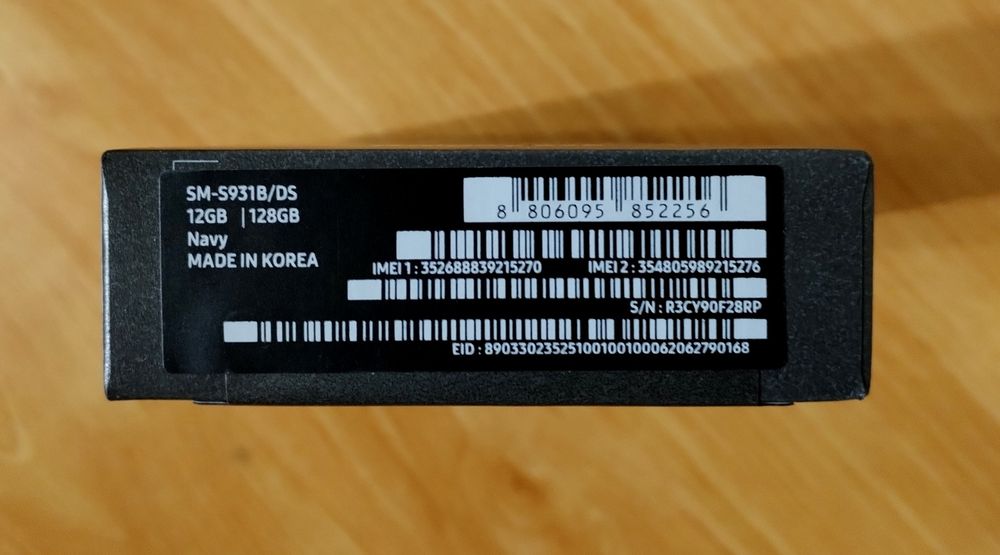 SM-S931B/DS
12GB | 128GB
Navy
MADE IN KOREA
8 806095 852256
IMEI 1 : 352688839215270 IMEI 2 : 354805989215276
S/N : R3CY90F28RP
EID : 89033023525100100100062062790168